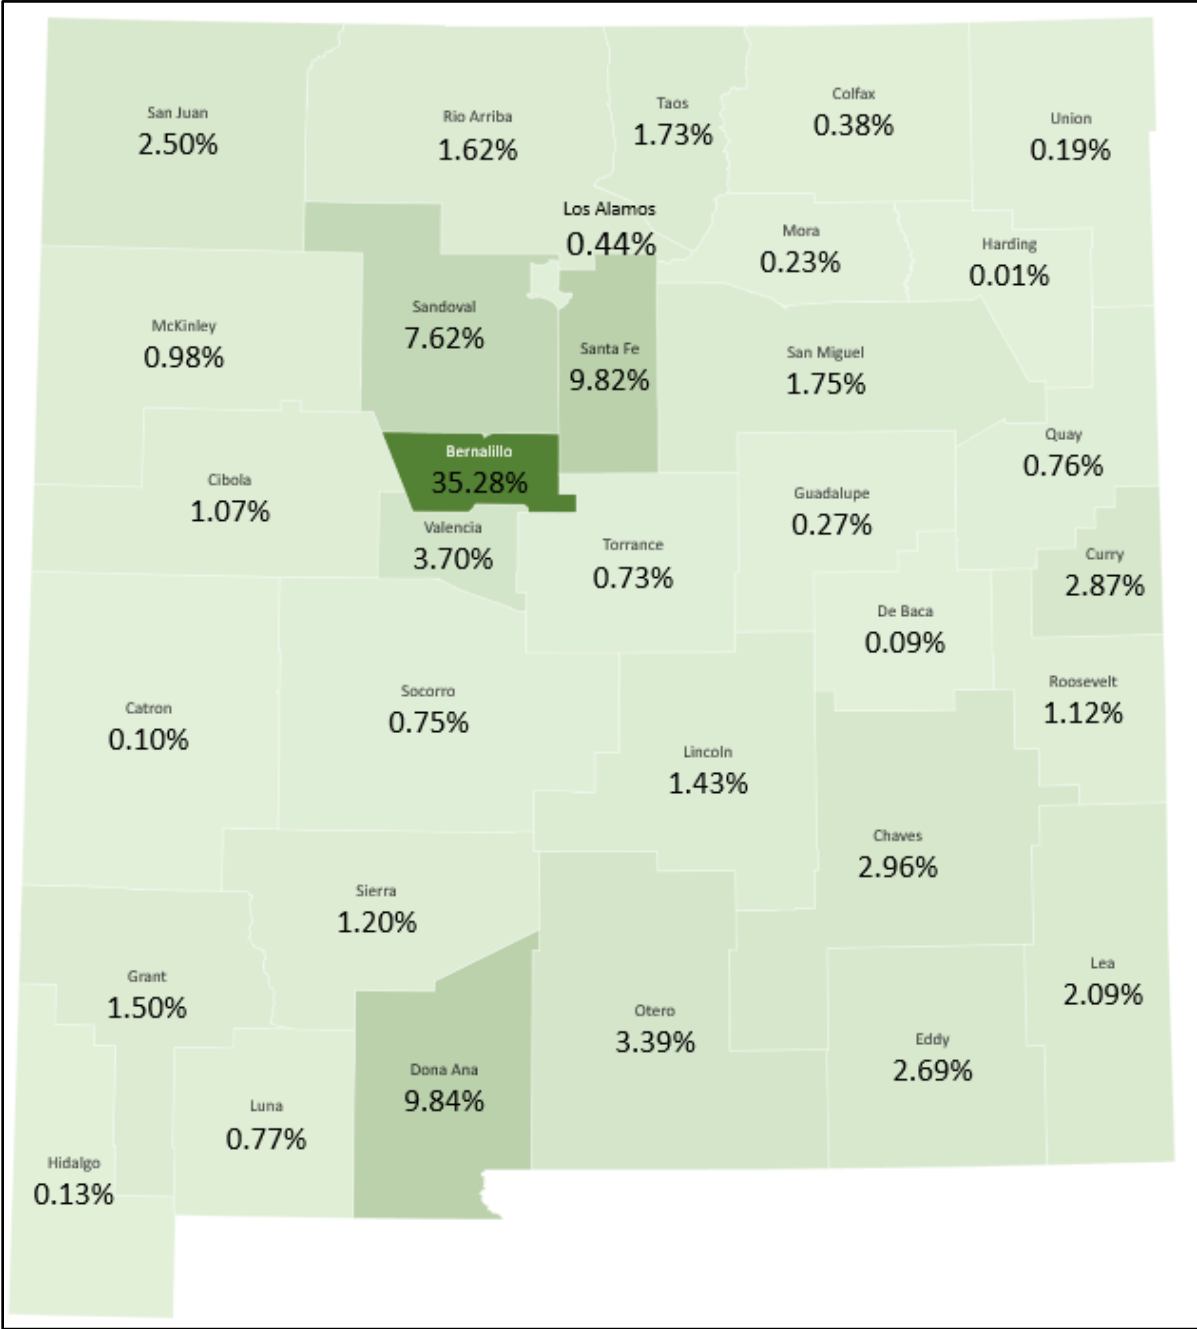 San Juan
2.50%
Rio Arriba
1.62%
Taos
1.73%
Colfax
0.38%
Union
0.19%
Los Alamos
0.44%
Mora
0.23%
Harding
0.01%
McKinley
0.98%
Sandoval
7.62%
Santa Fe
9.82%
San Miguel
1.75%
Quay
0.76%
Cibola
1.07%
Bernalillo
35.28%
Guadalupe
0.27%
Valencia
3.70%
Torrance
0.73%
Curry
2.87%
De Baca
0.09%
Roosevelt
1.12%
Catron
0.10%
Socorro
0.75%
Lincoln
1.43%
Chaves
2.96%
Sierra
1.20%
Grant
1.50%
Lea
2.09%
Otero
3.39%
Eddy
2.69%
Dona Ana
9.84%
Luna
0.77%
Hidalgo
0.13%